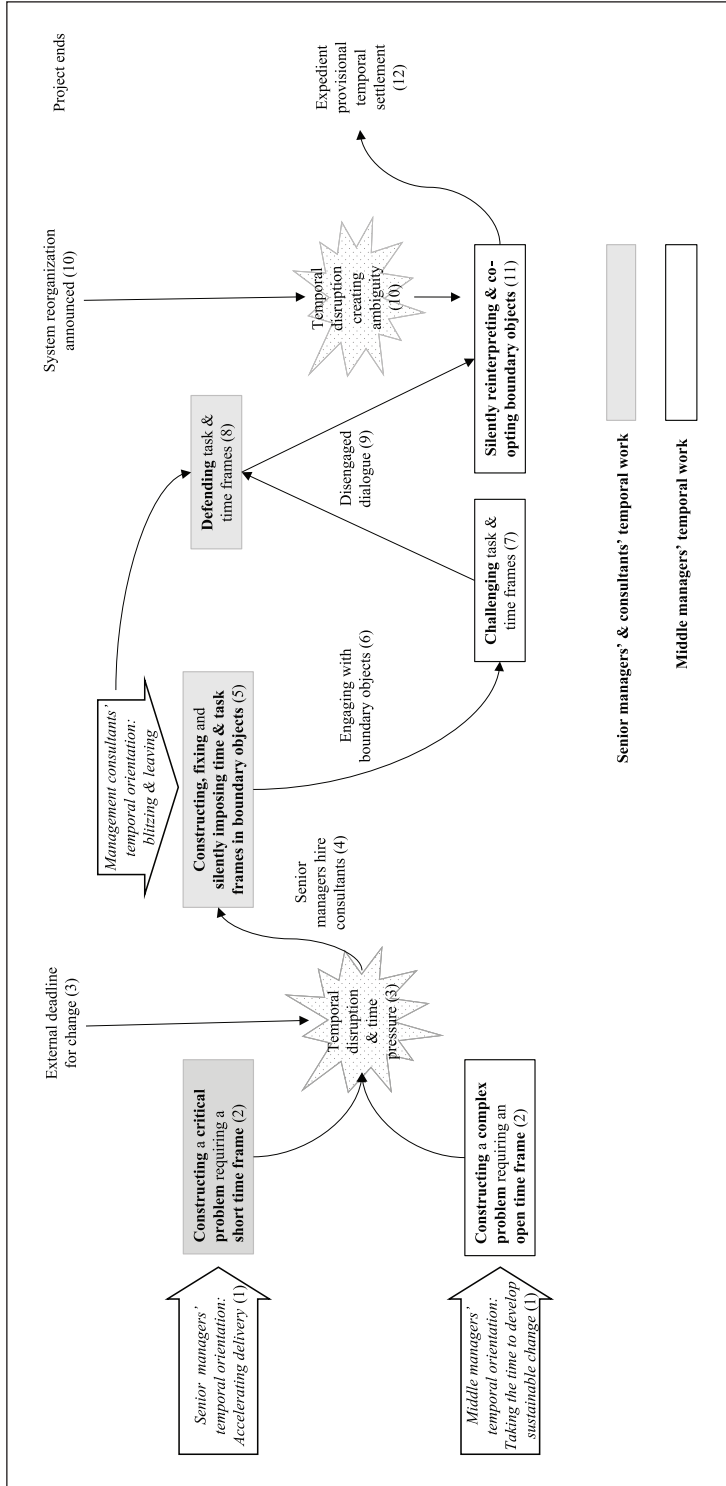 Senior managers’
temporal orientation:
Accelerating delivery (1)
Middle managers’
temporal orientation:
Taking the time to develop
sustainable change (1)
Constructing a critical
problem requiring a
short time frame (2)
Constructing a complex
problem requiring an
open time frame (2)
External deadline
for change (3)
Temporal
disruption
& time
pressure (3)
Senior
managers hire
consultants (4)
Management consultants’
temporal orientation:
blitzing & leaving
Constructing, fixing and
silently imposing time & task
frames in boundary objects (5)
Engaging with
boundary objects (6)
Challenging task &
time frames (7)
Defending task &
time frames (8)
Disengaged
dialogue (9)
System reorganization
announced (10)
Temporal
disruption
creating
ambiguity
(10)
Silently reinterpreting & co-
opting boundary objects (11)
Project ends
Expedient
provisional
temporal
settlement
(12)
Senior managers’ & consultants’ temporal work
Middle managers’ temporal work